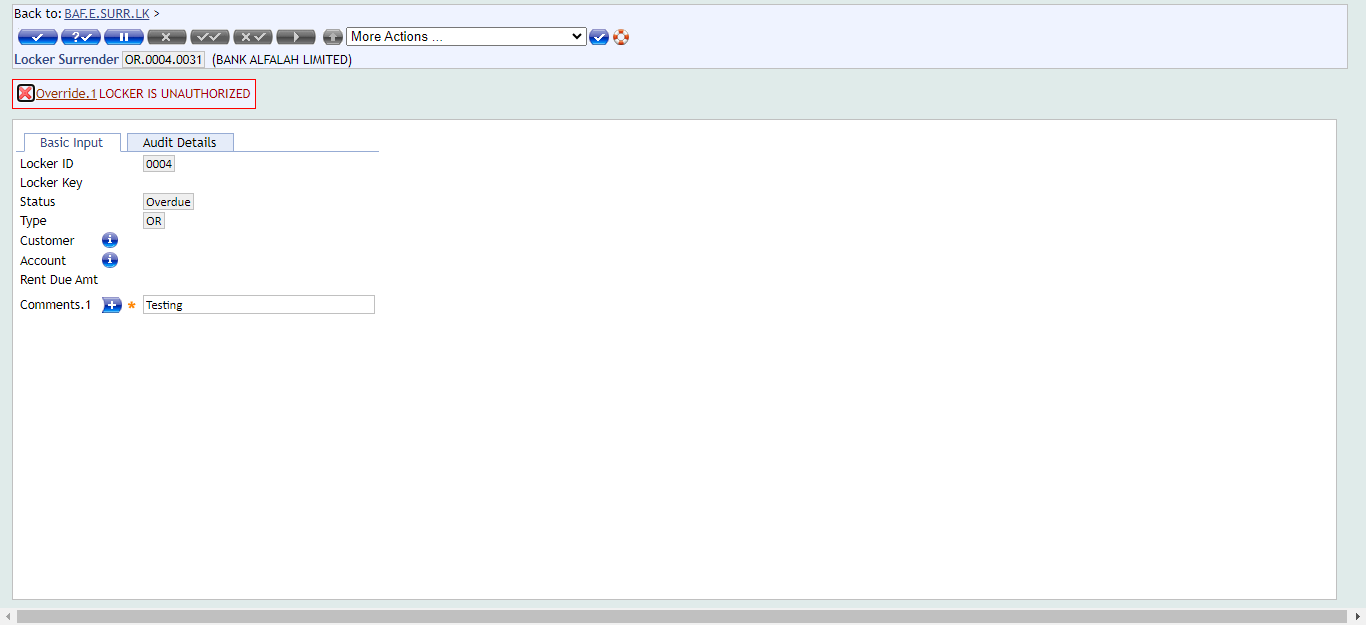 Back to: BAF.E.SURR.LK >
More Actions ...
Locker Surrender OR.0004.0031 (BANK ALFALAH LIMITED)
Override.1 LOCKER IS UNAUTHORIZED
Basic Input Audit Details
Locker ID 0004
Locker Key
Status Overdue
Type OR
Customer
Account
Rent Due Amt
Comments.1 * Testing